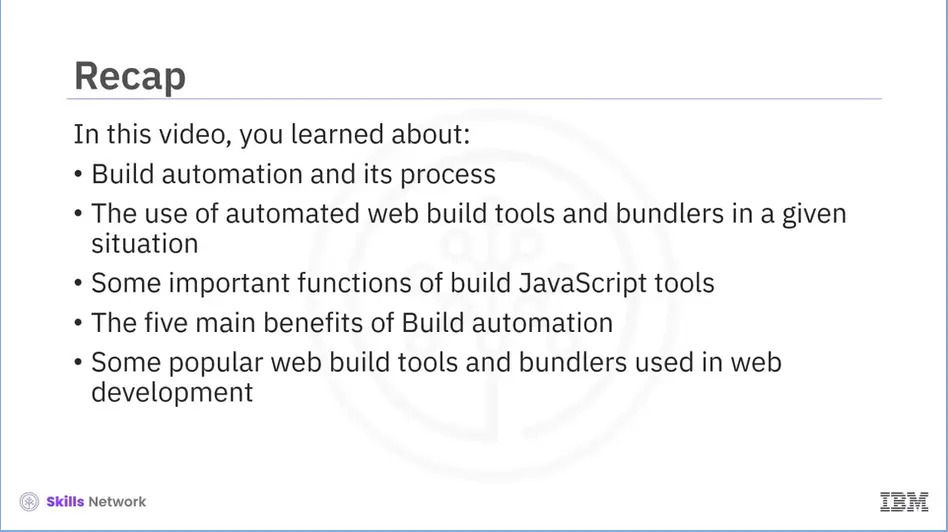 Recap
In this video, you learned about:
• Build automation and its process
• The use of automated web build tools and bundlers in a given
situation
• Some important functions of build JavaScript tools
• The five main benefits of Build automation
• Some popular web build tools and bundlers used in web
development
Skills Network
IBM